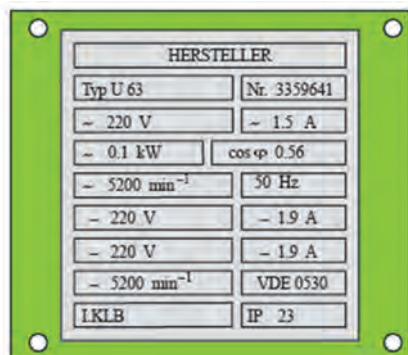 HERSTELLER
Typ U 63 Nr. 3359641
~ 220 V ~ 1.5 A
~ 0.1 kW cos φ 0.56
~ 5200 min⁻¹ 50 Hz
– 220 V – 1.9 A
– 220 V – 1.9 A
– 5200 min⁻¹ VDE 0530
I.KLB IP 23